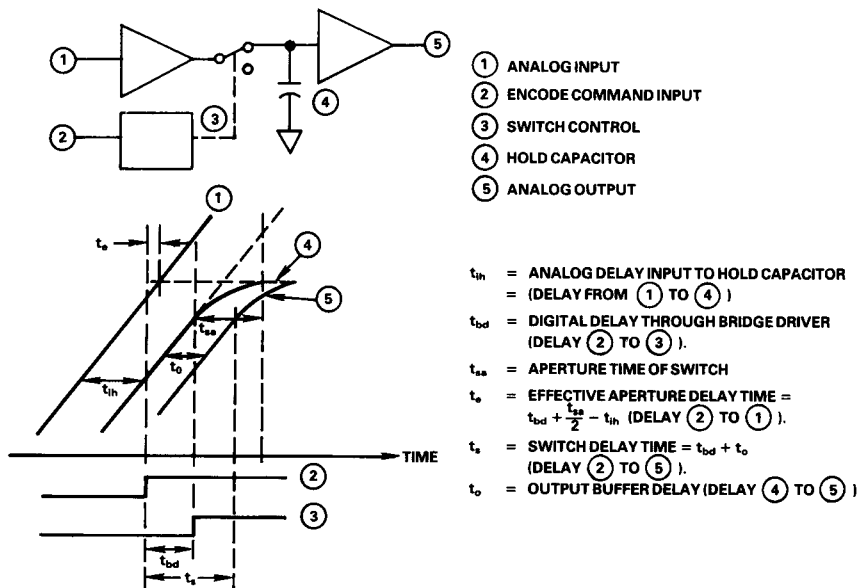 1
2
3
4
5
1 ANALOG INPUT
2 ENCODE COMMAND INPUT
3 SWITCH CONTROL
4 HOLD CAPACITOR
5 ANALOG OUTPUT
1
te
4
5
tsa
to
tih
TIME
2
3
tbd
ts
tih = ANALOG DELAY INPUT TO HOLD CAPACITOR
= (DELAY FROM 1 TO 4 )
tbd = DIGITAL DELAY THROUGH BRIDGE DRIVER
(DELAY 2 TO 3 ).
tsa = APERTURE TIME OF SWITCH
te = EFFECTIVE APERTURE DELAY TIME =
tbd + tsa/2 - tih (DELAY 2 TO 1 ).
ts = SWITCH DELAY TIME = tbd + to
(DELAY 2 TO 5 ).
to = OUTPUT BUFFER DELAY (DELAY 4 TO 5 )